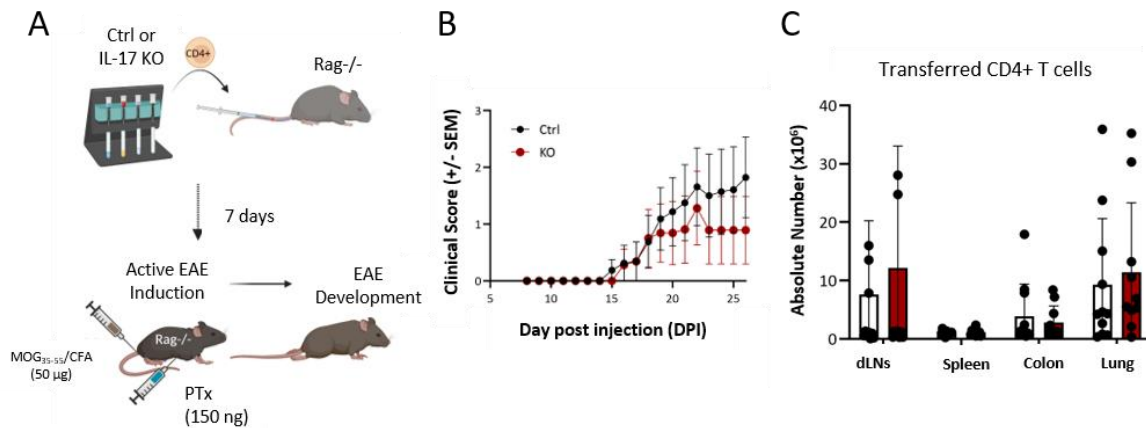 A
Ctrl or
IL-17 KO
CD4+
Rag-/-
7 days
Active EAE
Induction
EAE
Development
Rag-/-
MOG35-55/CFA
(50 µg)
PTx
(150 ng)
B
Clinical Score (+/- SEM)
3
2
1
0
Ctrl
KO
5
10
15
20
25
Day post injection (DPI)
C
Transferred CD4+ T cells
Absolute Number (x10⁶)
40
30
20
10
0
dLNs
Spleen
Colon
Lung